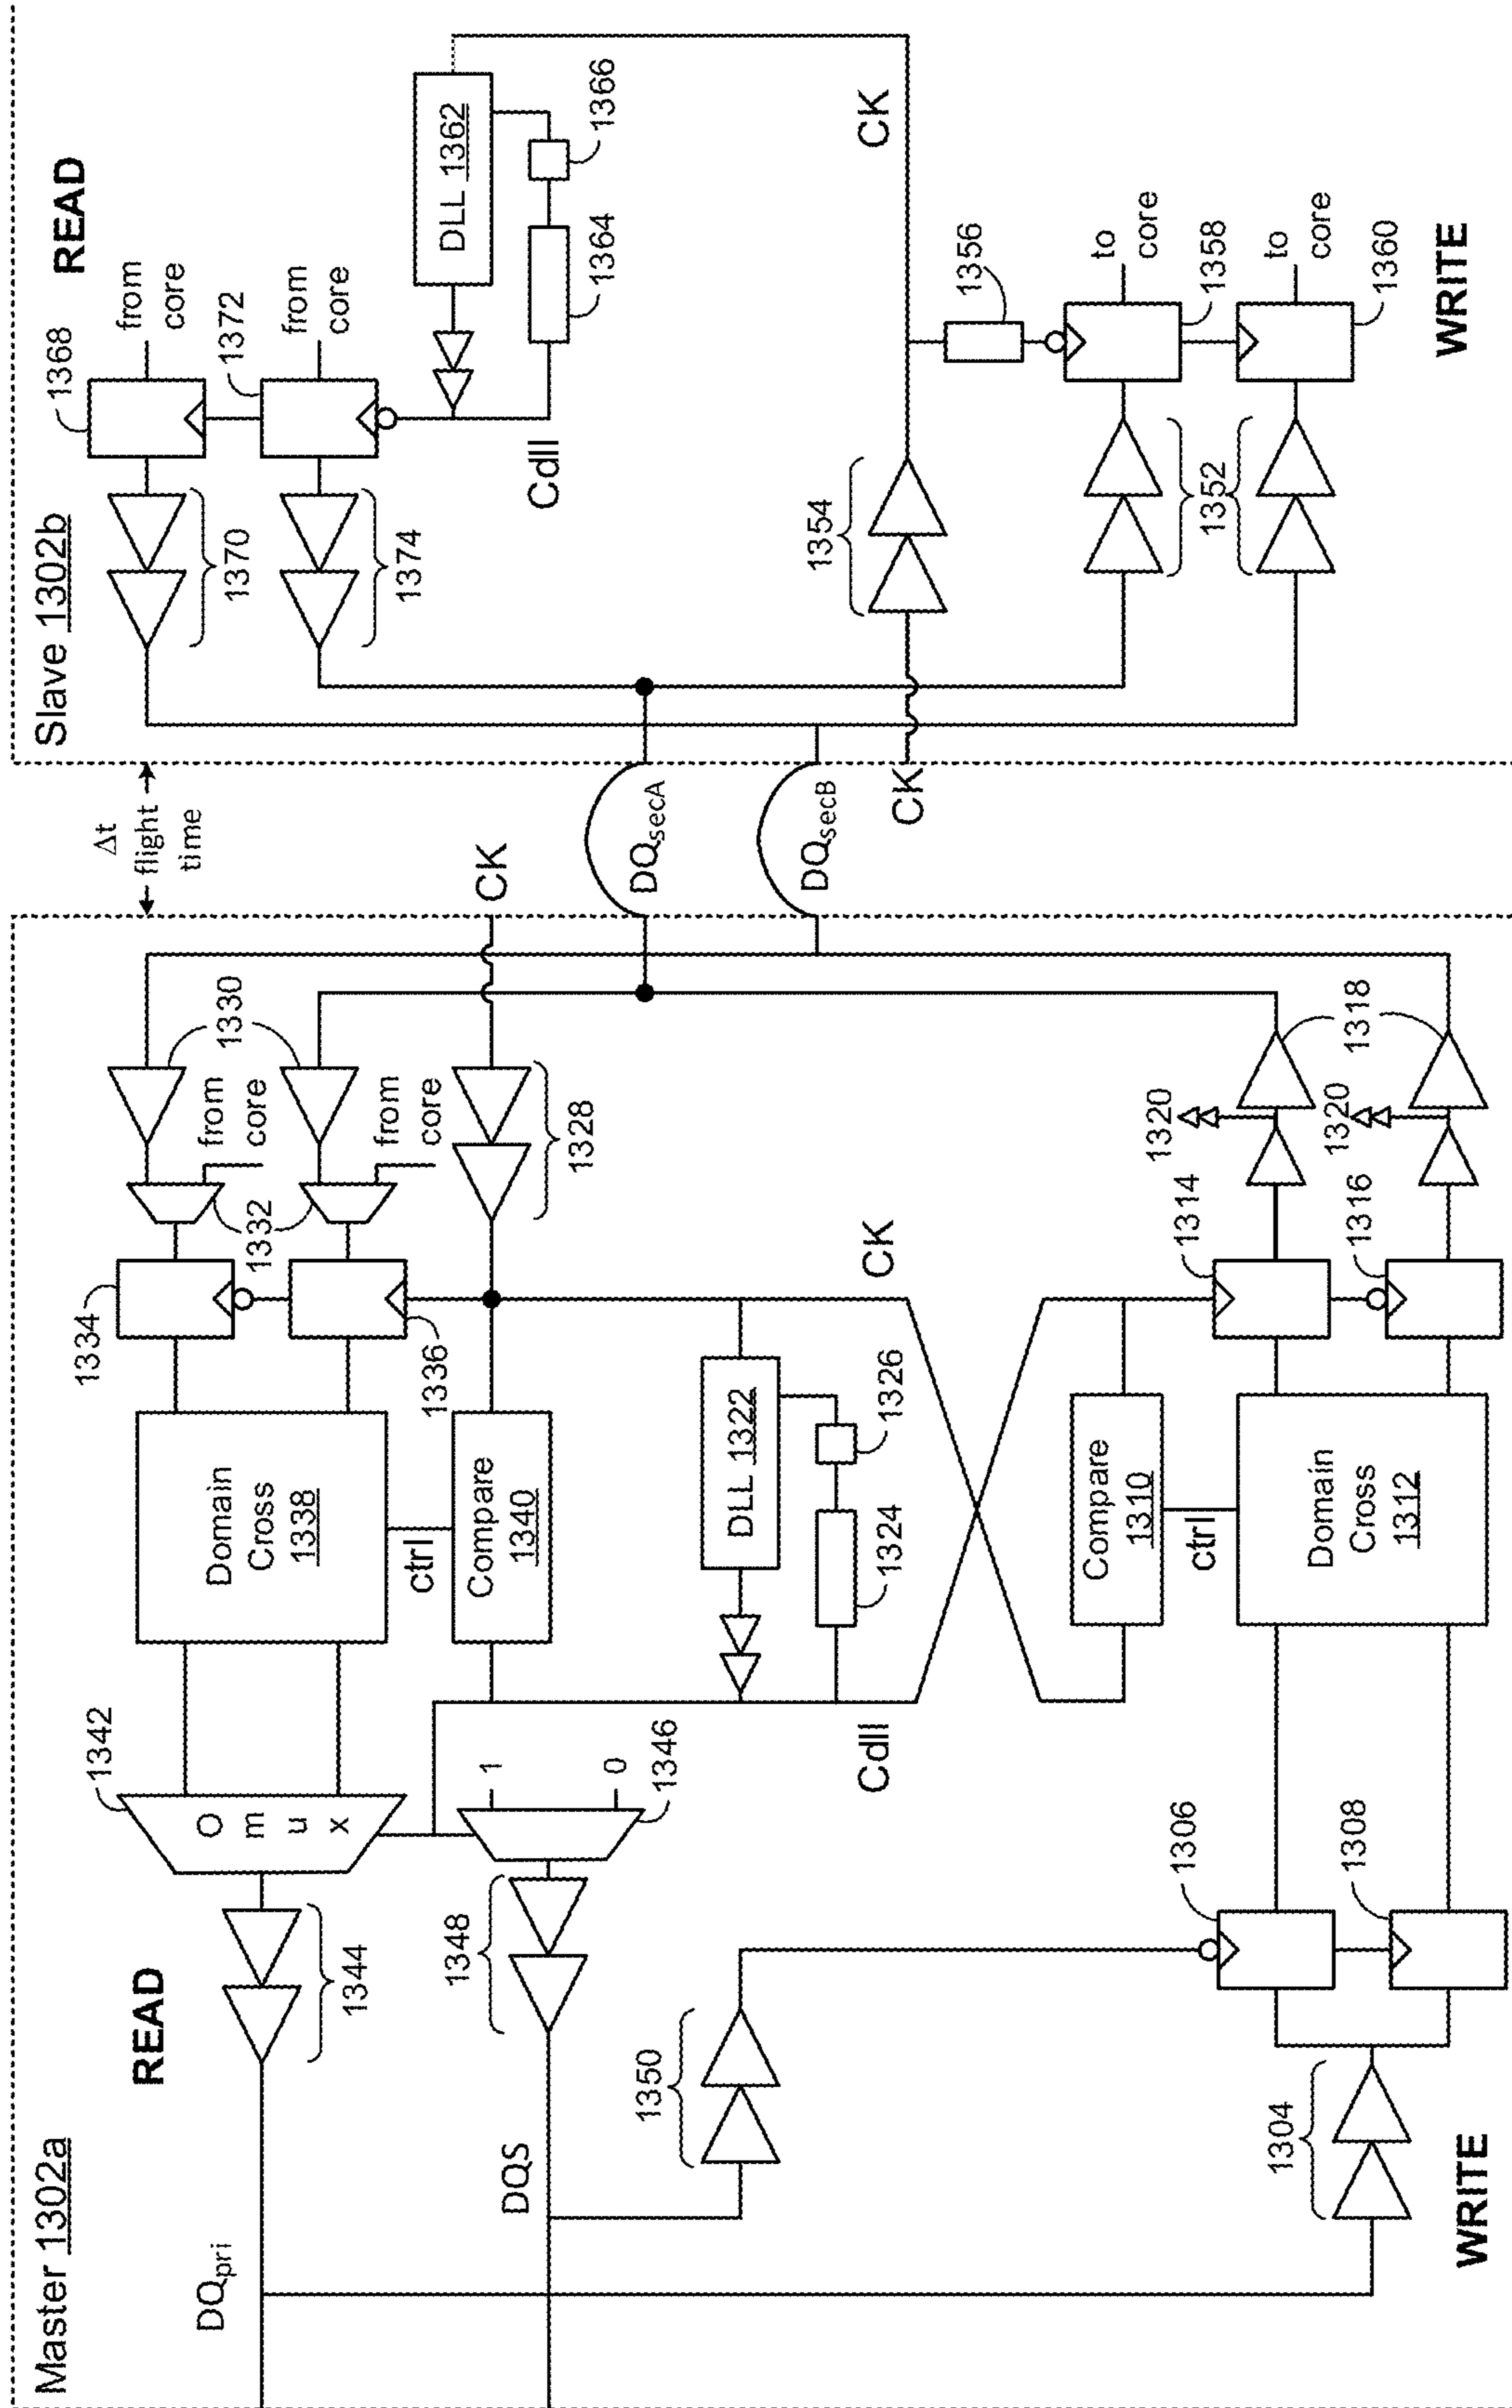 Master 1302a
READ
DQpri
1344
1342
O
m
u
x
Domain
Cross
1338
ctrl
Compare
1340
1334
1336
1332
from
core
1330
from
core
CK
1328
DQS
1348
1346
1
0
DLL 1322
1324
1326
Cdll
CK
1350
1306
1308
1304
WRITE
Compare
1310
ctrl
Domain
Cross
1312
1314
1316
1320
1320
1318
Δt
flight
time
DQsecA
DQsecB
CK
Slave 1302b
READ
1368
from
core
1370
1372
from
core
1374
DLL 1362
1364
1366
Cdll
1354
CK
1356
1352
to
core
1358
to
core
1360
WRITE